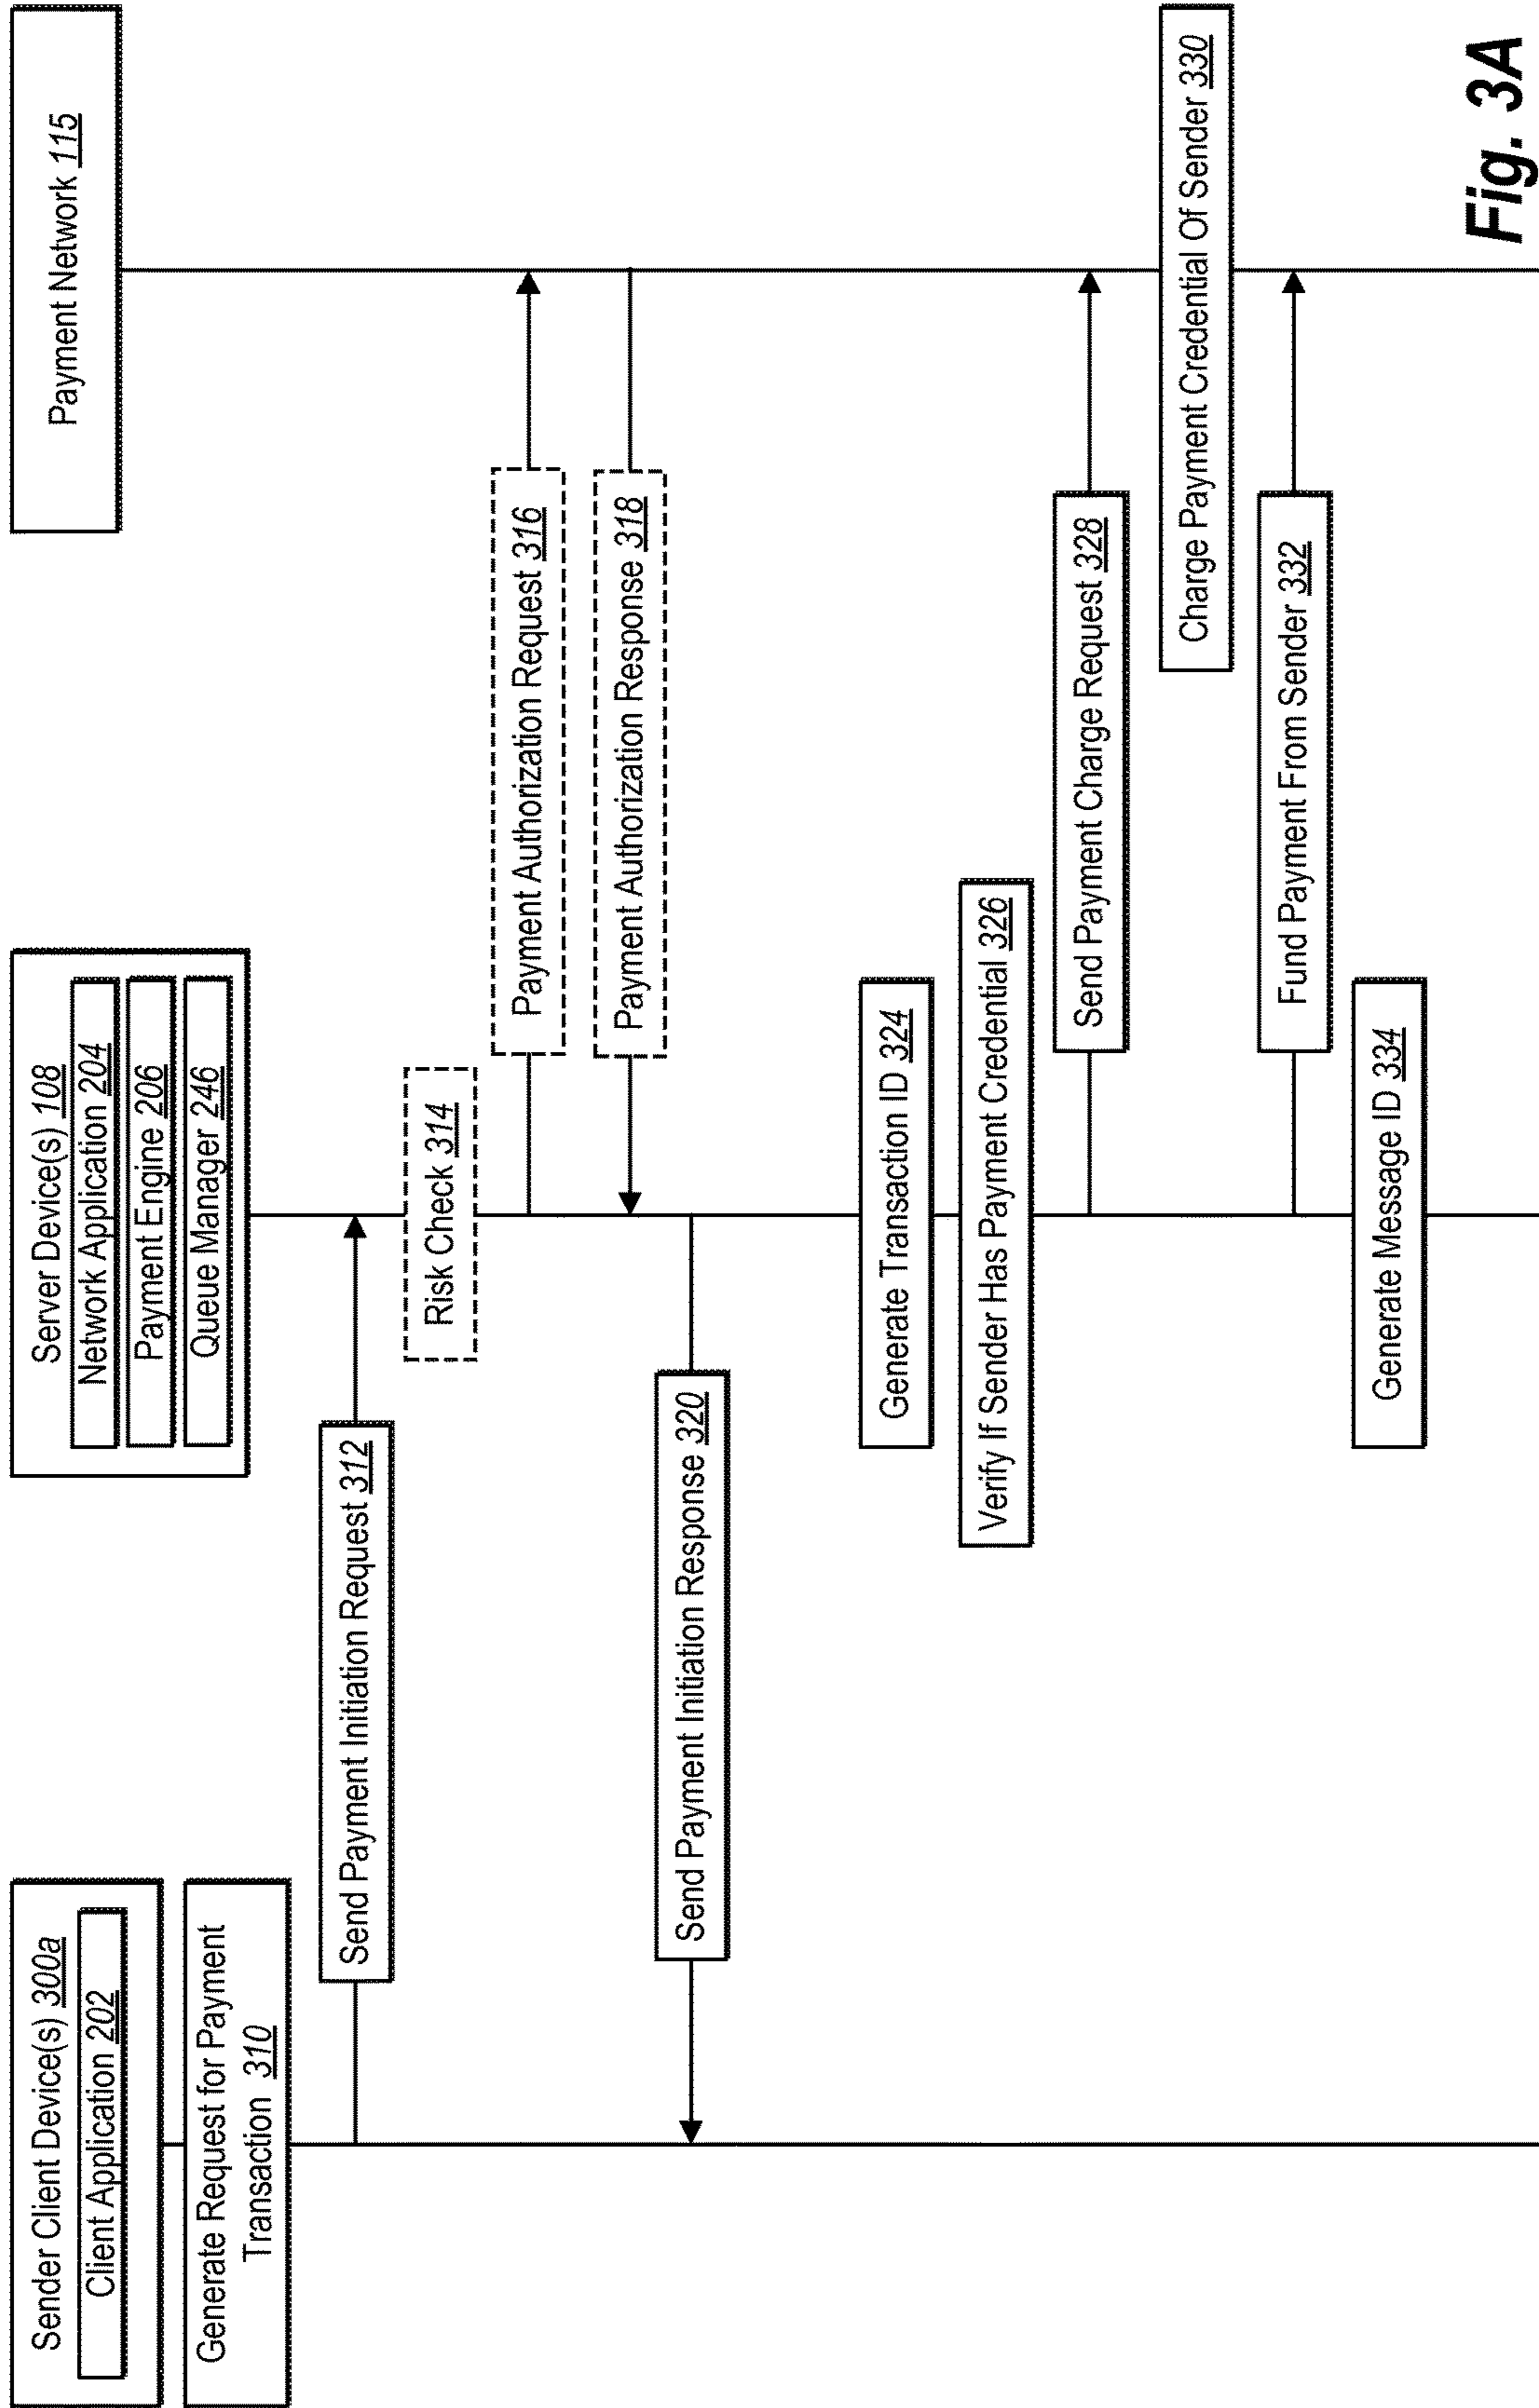 Sender Client Device(s) 300a
Client Application 202
Server Device(s) 108
Network Application 204
Payment Engine 206
Queue Manager 246
Payment Network 115
Generate Request for Payment
Transaction 310
Send Payment Initiation Request 312
Risk Check 314
Payment Authorization Request 316
Payment Authorization Response 318
Send Payment Initiation Response 320
Generate Transaction ID 324
Verify If Sender Has Payment Credential 326
Send Payment Charge Request 328
Charge Payment Credential Of Sender 330
Fund Payment From Sender 332
Generate Message ID 334
Fig. 3A